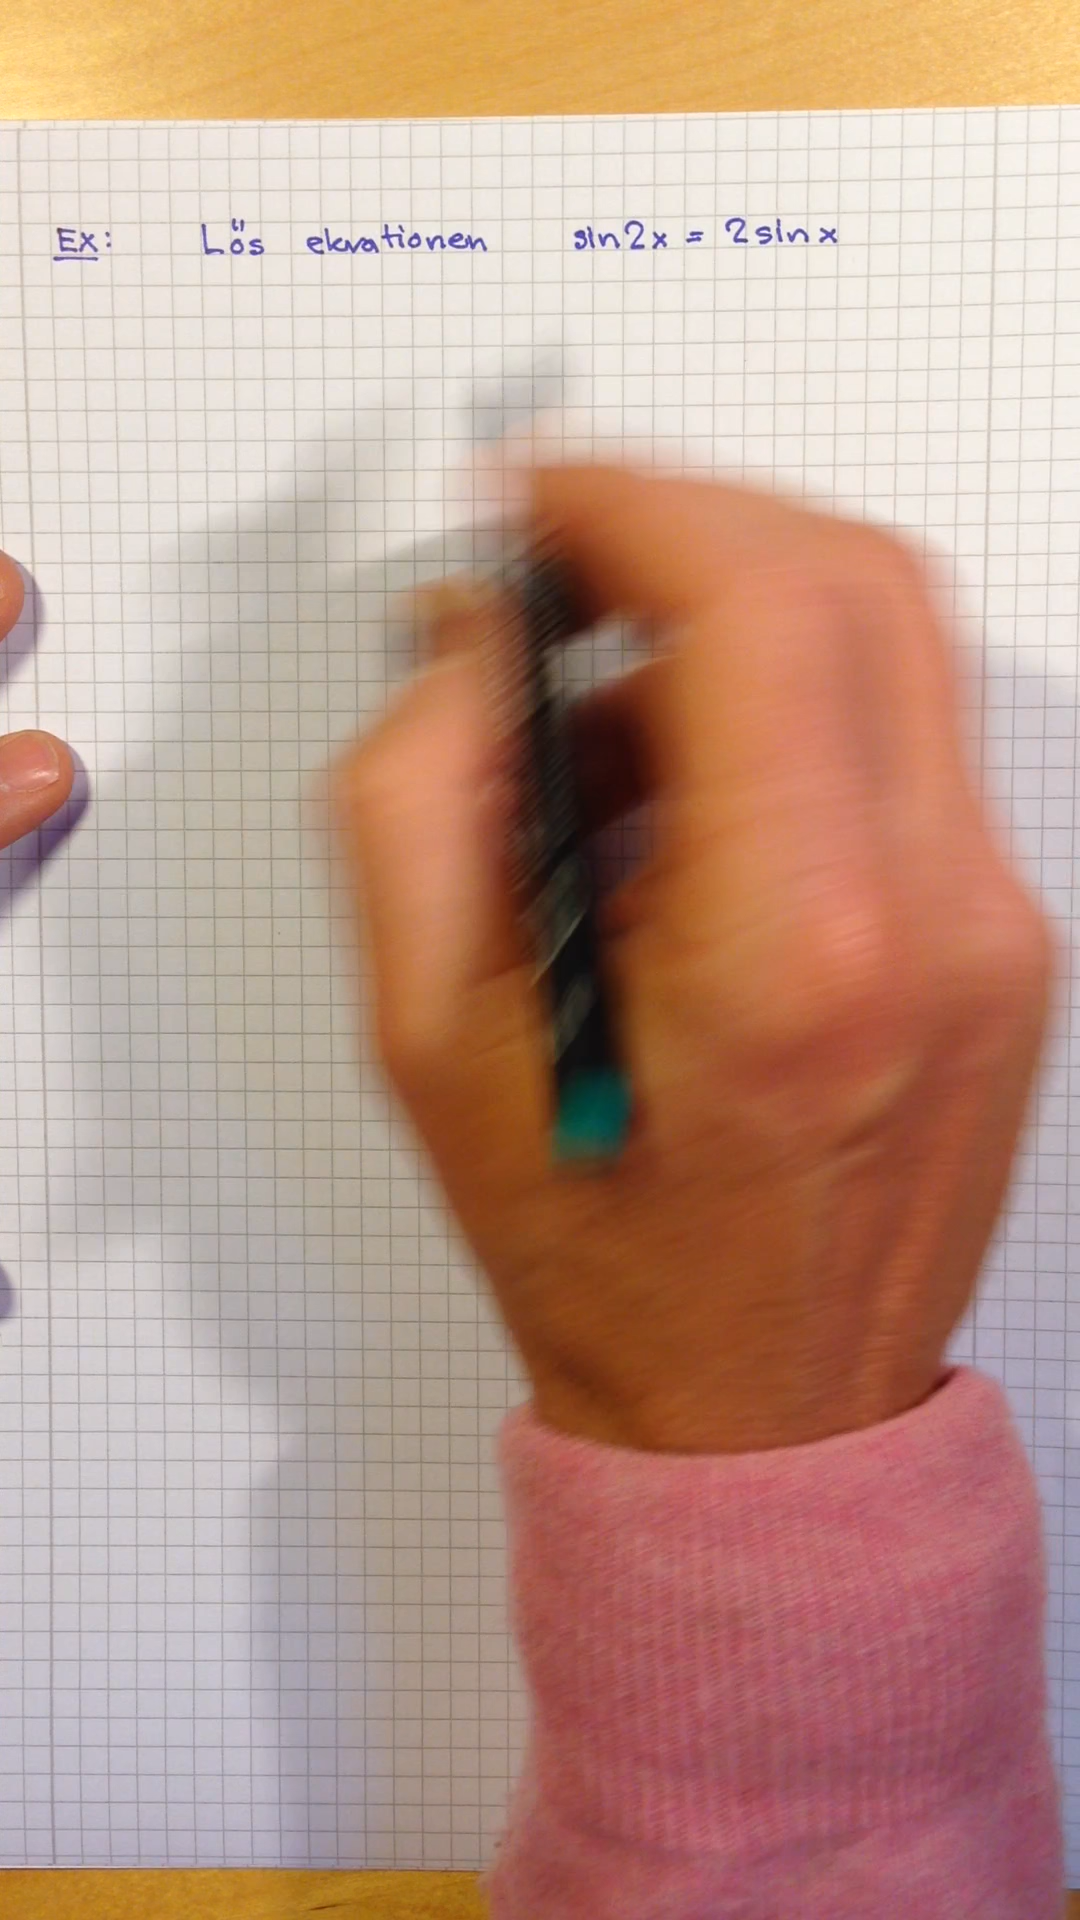 Ex: Lös ekvationen sin2x = 2sinx